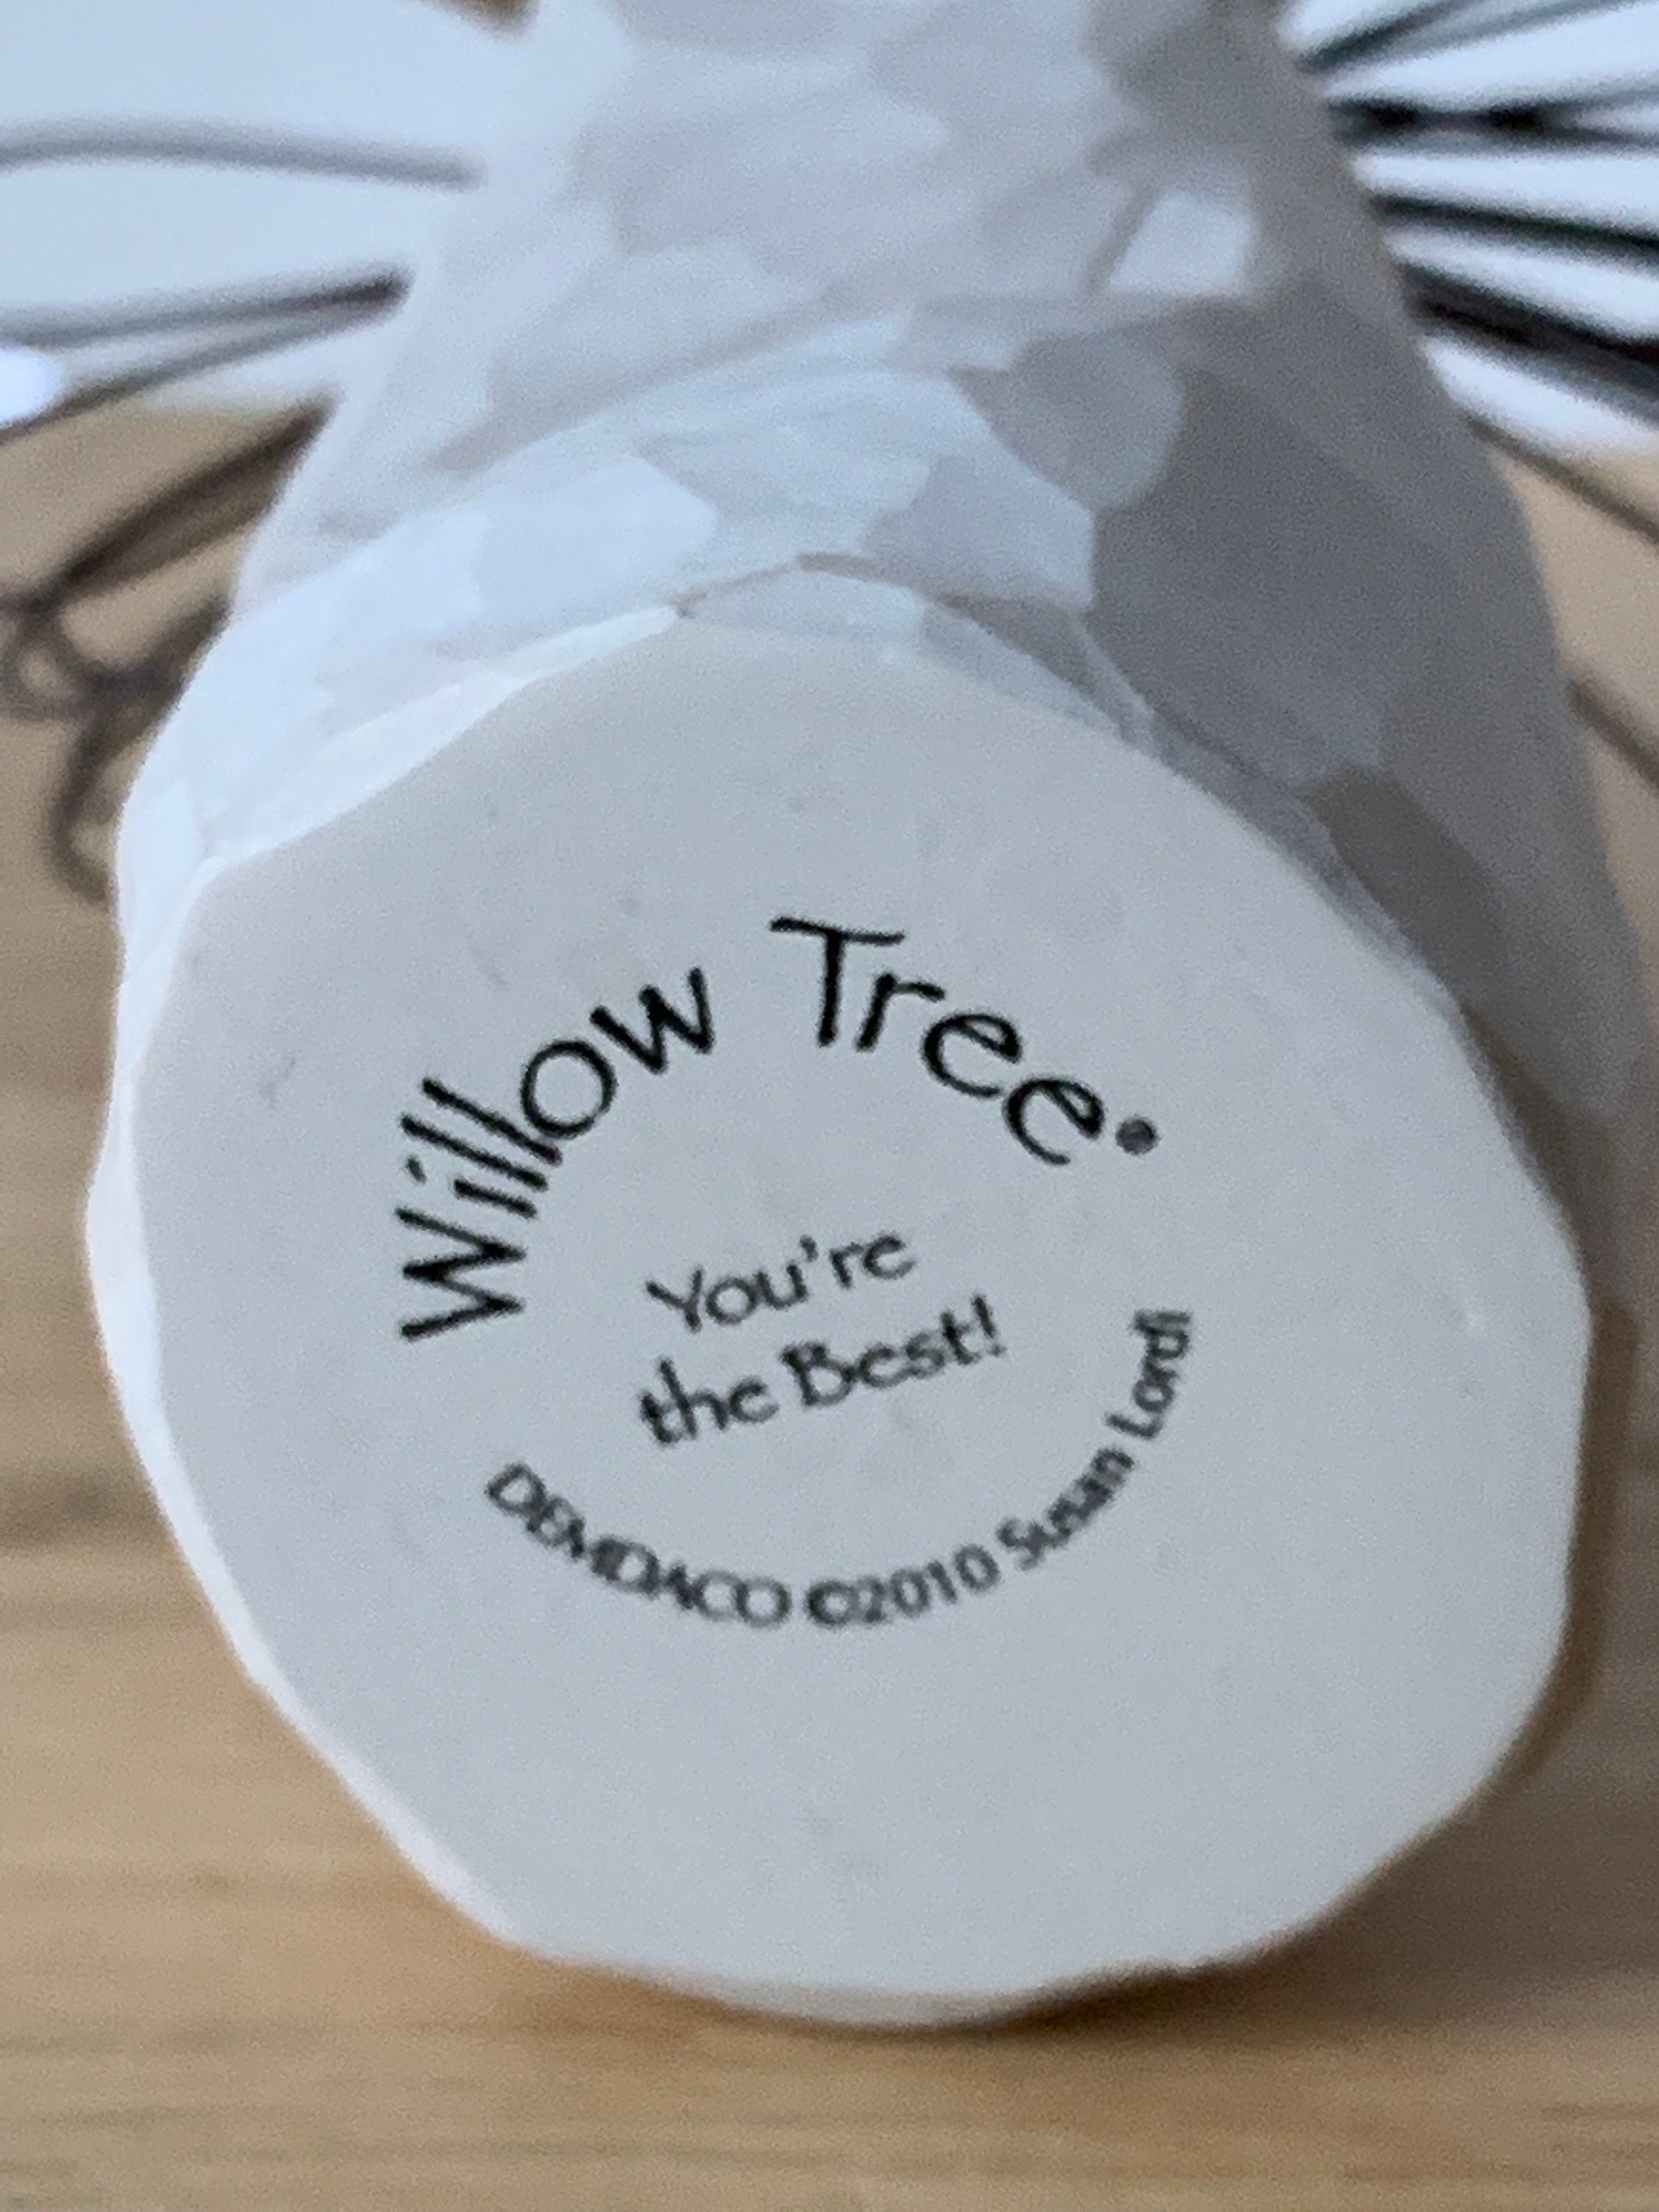 Willow Tree®
You're
the Best!
DEMDACO ©2010 Susan Lordi